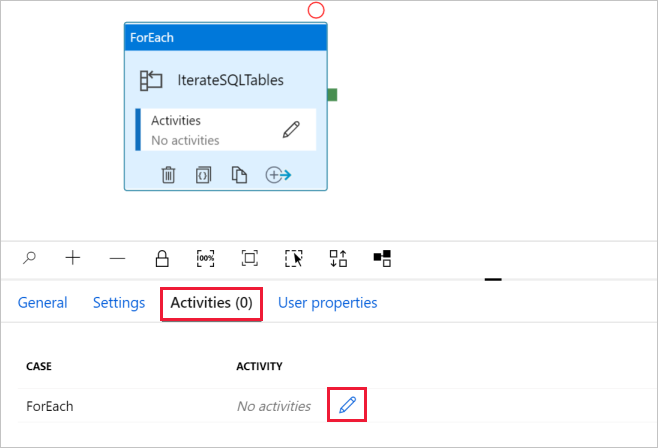 ForEach
IterateSQLTables
Activities
No activities
{}
100%
General Settings Activities (0) User properties
CASE ACTIVITY
ForEach No activities